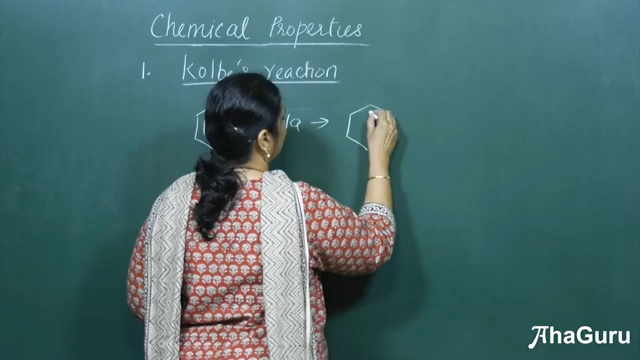 Chemical Properties
1. Kolbe's reaction
→
AhaGuru